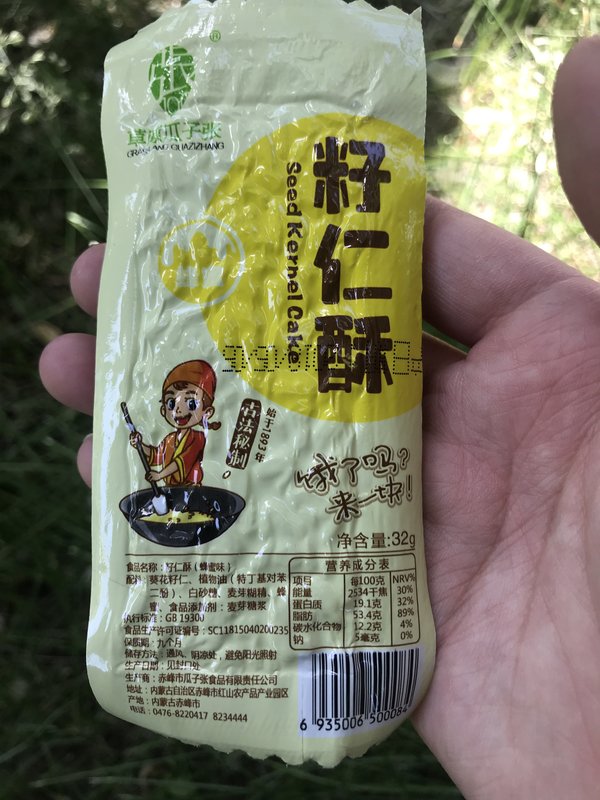 张
101
®
草原瓜子张
GRASSLAND GUAZIZHANG
籽仁酥
Seed Kernel Cake
古法秘制
始于1893年
饿了吗?
来一块!
净含量:32g
食品名称: 籽仁酥(蜂蜜味)
配料: 葵花籽仁、植物油(特丁基对苯
二酚)、白砂糖、麦芽糊精、蜂
蜜、食品添加剂: 麦芽糖浆
执行标准: GB 19300
食品生产许可证编号: SC11815040200235
保质期: 九个月
储存方法: 通风、阴凉处, 避免阳光照射
生产日期: 见封口处
生产商: 赤峰市瓜子张食品有限责任公司
地址: 内蒙古自治区赤峰市红山农产品产业园区
产地: 内蒙古赤峰市
电话: 0476-8220417 8234444
营养成分表
项目 每100克 NRV%
能量 2534千焦 30%
蛋白质 19.1克 32%
脂肪 53.4克 89%
碳水化合物 12.2克 4%
钠 5毫克 0%
6 935006 500084